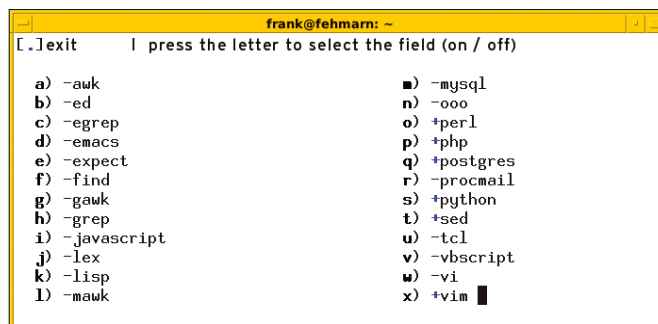 frank@fehmarn: ~
[.]exit | press the letter to select the field (on / off)
a) -awk
b) -ed
c) -egrep
d) -emacs
e) -expect
f) -find
g) -gawk
h) -grep
i) -javascript
j) -lex
k) -lisp
l) -mawk
m) -mysql
n) -ooo
o) +perl
p) +php
q) +postgres
r) -procmail
s) +python
t) +sed
u) -tcl
v) -vbscript
w) -vi
x) +vim